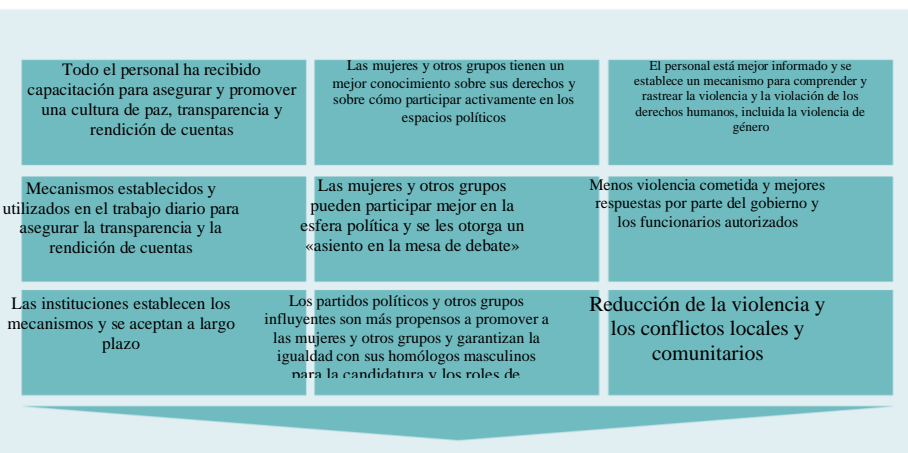 Todo el personal ha recibido
capacitación para asegurar y promover
una cultura de paz, transparencia y
rendición de cuentas
Las mujeres y otros grupos tienen un
mejor conocimiento sobre sus derechos y
sobre cómo participar activamente en los
espacios políticos
El personal está mejor informado y se
establece un mecanismo para comprender y
rastrear la violencia y la violación de los
derechos humanos, incluida la violencia de
género
Mecanismos establecidos y
utilizados en el trabajo diario para
asegurar la transparencia y la
rendición de cuentas
Las mujeres y otros grupos
pueden participar mejor en la
esfera política y se les otorga un
«asiento en la mesa de debate»
Menos violencia cometida y mejores
respuestas por parte del gobierno y
los funcionarios autorizados
Las instituciones establecen los
mecanismos y se aceptan a largo
plazo
Los partidos políticos y otros grupos
influyentes son más propensos a promover a
las mujeres y otros grupos y garantizan la
igualdad con sus homólogos masculinos
para la candidatura y los roles de
Reducción de la violencia y
los conflictos locales y
comunitarios